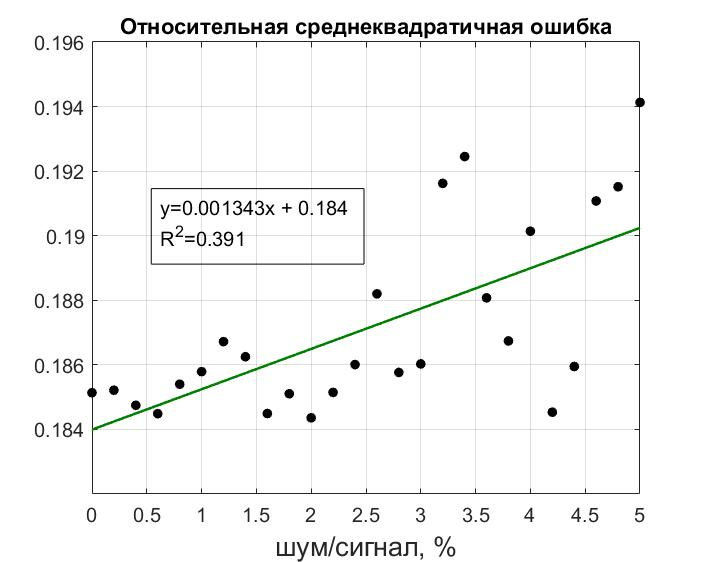 Относительная среднеквадратичная ошибка
0.196
0.194
0.192
0.19
0.188
0.186
0.184
y=0.001343x + 0.184
R²=0.391
0 0.5 1 1.5 2 2.5 3 3.5 4 4.5 5
шум/сигнал, %